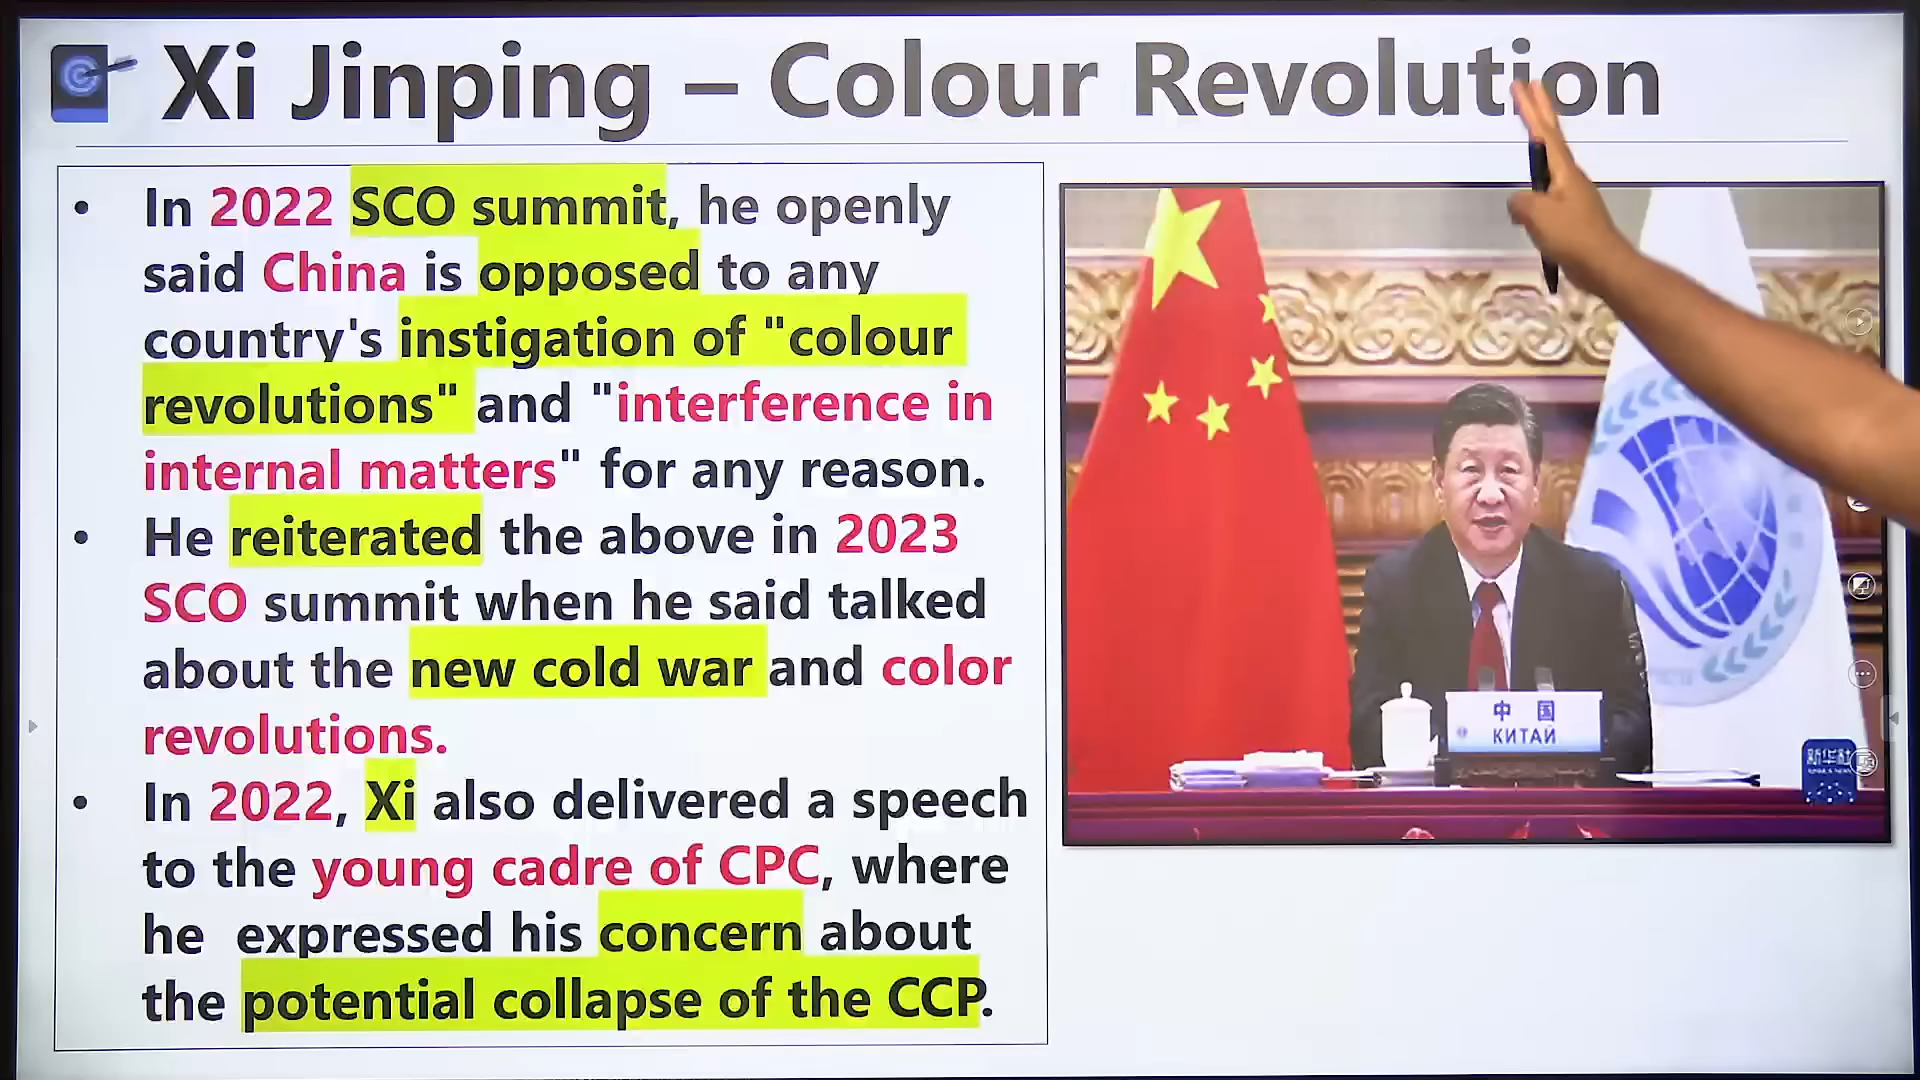 Xi Jinping – Colour Revolution
• In 2022 SCO summit, he openly
said China is opposed to any
country's instigation of "colour
revolutions" and "interference in
internal matters" for any reason.
• He reiterated the above in 2023
SCO summit when he said talked
about the new cold war and color
revolutions.
• In 2022, Xi also delivered a speech
to the young cadre of CPC, where
he  expressed his concern about
the potential collapse of the CCP.
中 国
КИТАЙ
新华社